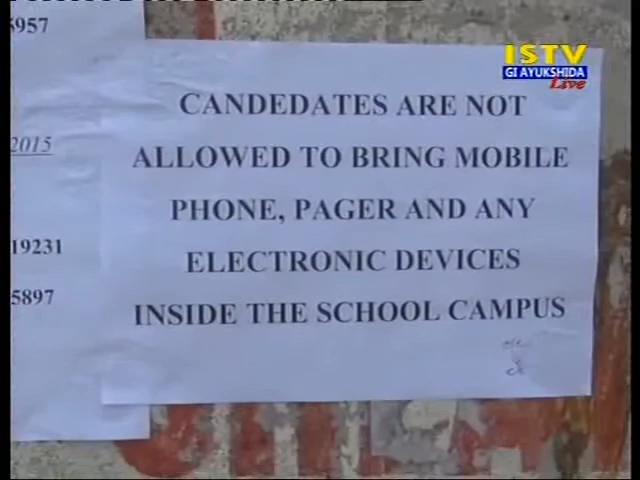 5957
ISTV
GI AYUKSHIDA
Live
CANDEDATES ARE NOT
2015
ALLOWED TO BRING MOBILE
PHONE, PAGER AND ANY
19231
ELECTRONIC DEVICES
5897
INSIDE THE SCHOOL CAMPUS